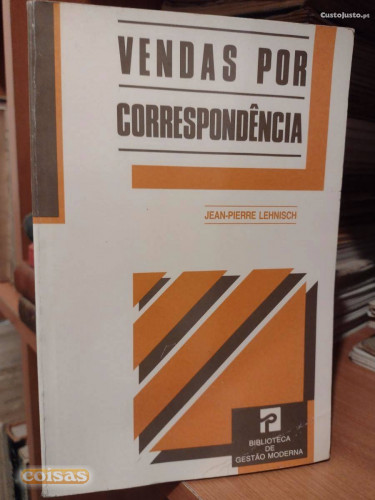 CustoJusto.pt
VENDAS POR
CORRESPONDÊNCIA
JEAN-PIERRE LEHNISCH
BIBLIOTECA
DE
GESTÃO MODERNA
coisas